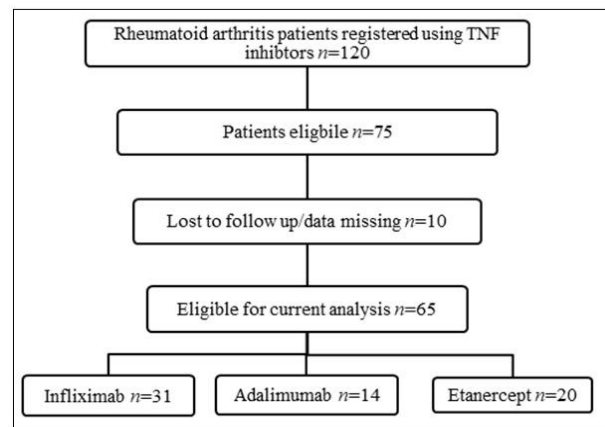 Rheumatoid arthritis patients registered using TNF
inhibtors n=120
Patients eligbile n=75
Lost to follow up/data missing n=10
Eligible for current analysis n=65
Infliximab n=31
Adalimumab n=14
Etanercept n=20